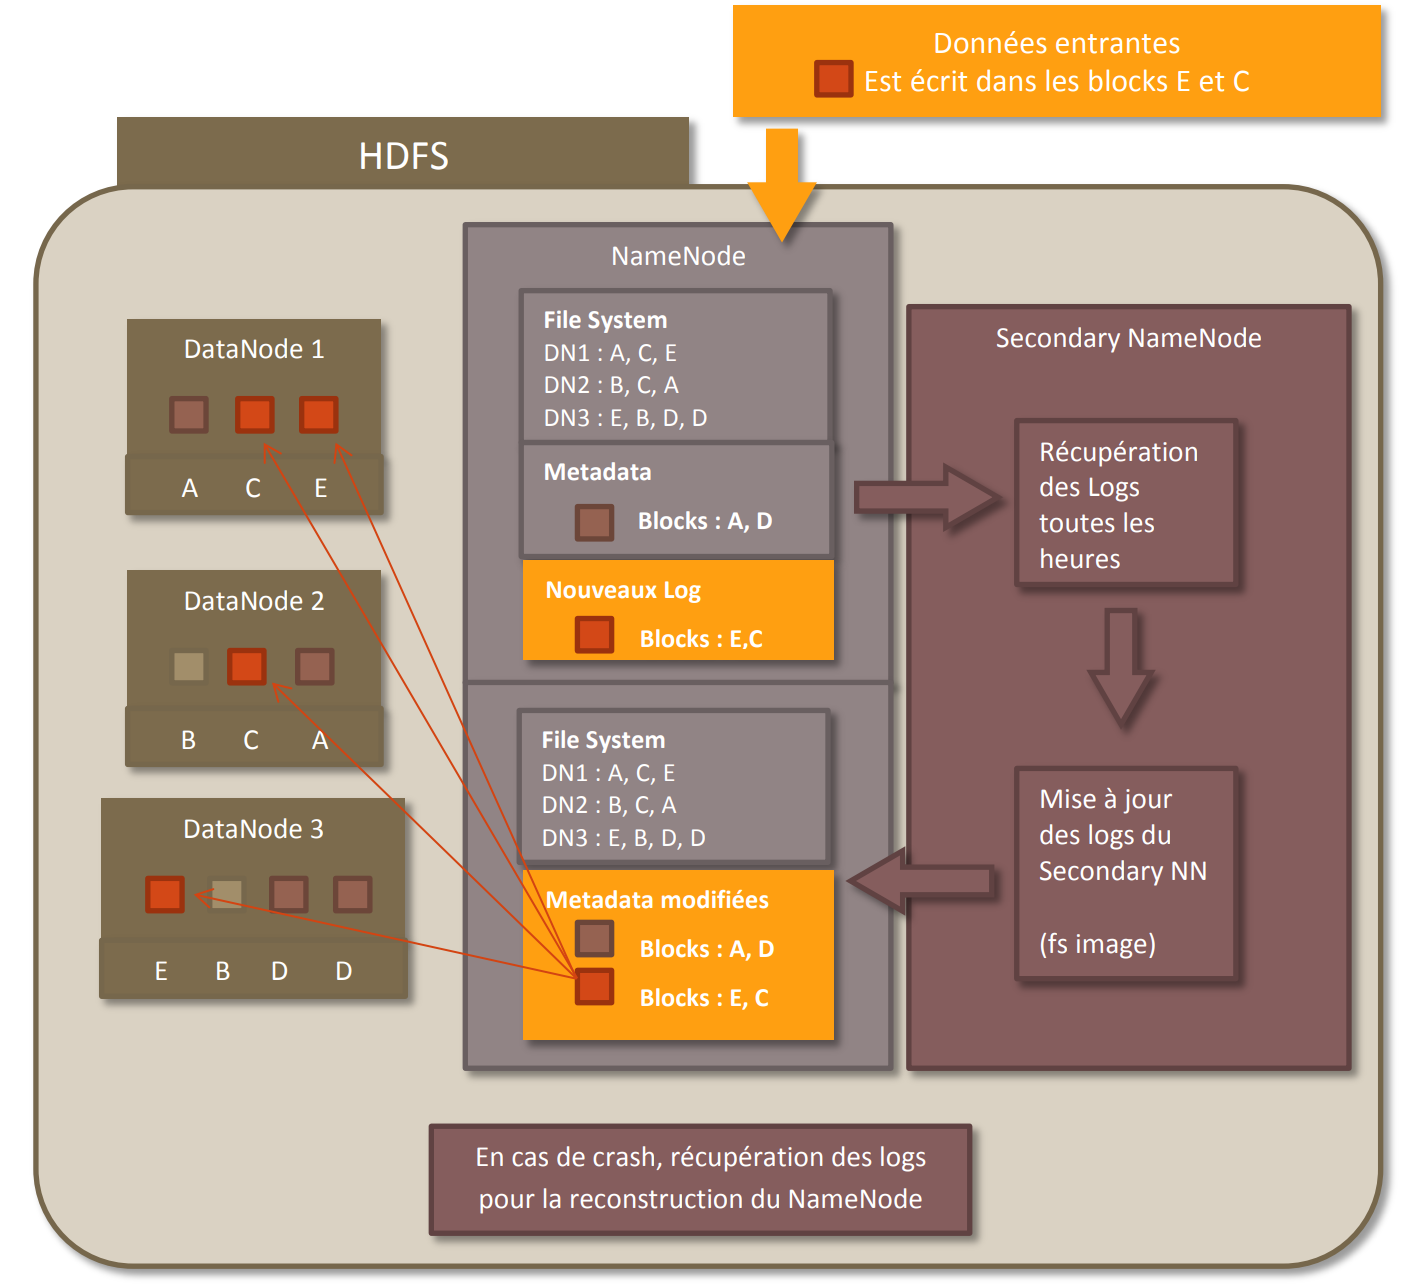 Données entrantes
Est écrit dans les blocks E et C
HDFS
NameNode
File System
DN1 : A, C, E
DN2 : B, C, A
DN3 : E, B, D, D
Metadata
Blocks : A, D
Nouveaux Log
Blocks : E,C
File System
DN1 : A, C, E
DN2 : B, C, A
DN3 : E, B, D, D
Metadata modifiées
Blocks : A, D
Blocks : E, C
DataNode 1
A C E
DataNode 2
B C A
DataNode 3
E B D D
Secondary NameNode
Récupération
des Logs
toutes les
heures
Mise à jour
des logs du
Secondary NN
(fs image)
En cas de crash, récupération des logs
pour la reconstruction du NameNode